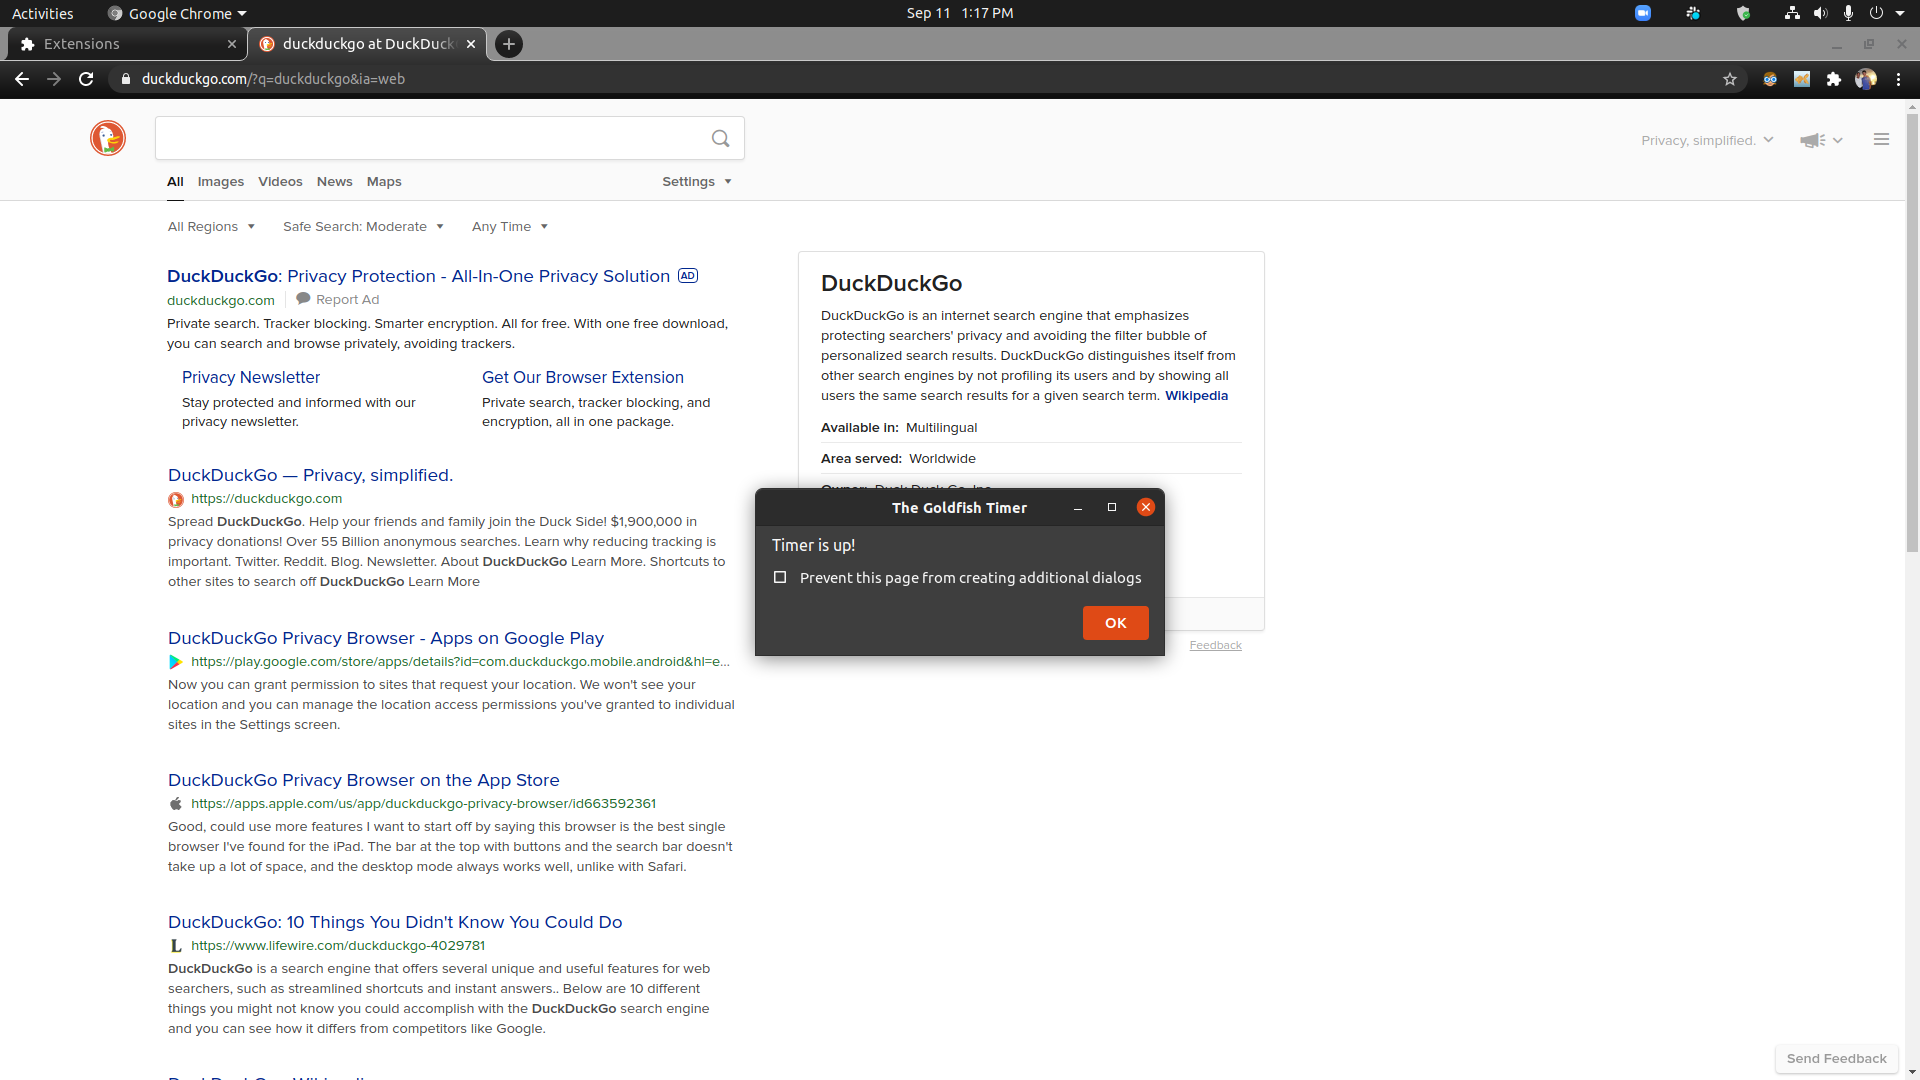 Activities
Google Chrome
Sep 11 1:17 PM
Extensions
duckduckgo at DuckDuck
duckduckgo.com/?q=duckduckgo&ia=web
Privacy, simplified.
All
Images
Videos
News
Maps
Settings
All Regions
Safe Search: Moderate
Any Time
DuckDuckGo: Privacy Protection - All-In-One Privacy Solution AD
duckduckgo.com
Report Ad
Private search. Tracker blocking. Smarter encryption. All for free. With one free download,
you can search and browse privately, avoiding trackers.
Privacy Newsletter
Stay protected and informed with our
privacy newsletter.
Get Our Browser Extension
Private search, tracker blocking, and
encryption, all in one package.
DuckDuckGo — Privacy, simplified.
https://duckduckgo.com
Spread DuckDuckGo. Help your friends and family join the Duck Side! $1,900,000 in
privacy donations! Over 55 Billion anonymous searches. Learn why reducing tracking is
important. Twitter. Reddit. Blog. Newsletter. About DuckDuckGo Learn More. Shortcuts to
other sites to search off DuckDuckGo Learn More
DuckDuckGo Privacy Browser - Apps on Google Play
https://play.google.com/store/apps/details?id=com.duckduckgo.mobile.android&hl=e...
Now you can grant permission to sites that request your location. We won't see your
location and you can manage the location access permissions you've granted to individual
sites in the Settings screen.
DuckDuckGo Privacy Browser on the App Store
https://apps.apple.com/us/app/duckduckgo-privacy-browser/id663592361
Good, could use more features I want to start off by saying this browser is the best single
browser I've found for the iPad. The bar at the top with buttons and the search bar doesn't
take up a lot of space, and the desktop mode always works well, unlike with Safari.
DuckDuckGo: 10 Things You Didn't Know You Could Do
L https://www.lifewire.com/duckduckgo-4029781
DuckDuckGo is a search engine that offers several unique and useful features for web
searchers, such as streamlined shortcuts and instant answers.. Below are 10 different
things you might not know you could accomplish with the DuckDuckGo search engine
and you can see how it differs from competitors like Google.
DuckDuckGo
DuckDuckGo is an internet search engine that emphasizes
protecting searchers' privacy and avoiding the filter bubble of
personalized search results. DuckDuckGo distinguishes itself from
other search engines by not profiling its users and by showing all
users the same search results for a given search term. Wikipedia
Available in: Multilingual
Area served: Worldwide
Owner: Duck Duck Go, Inc.
The Goldfish Timer
Timer is up!
Prevent this page from creating additional dialogs
OK
Feedback
Send Feedback